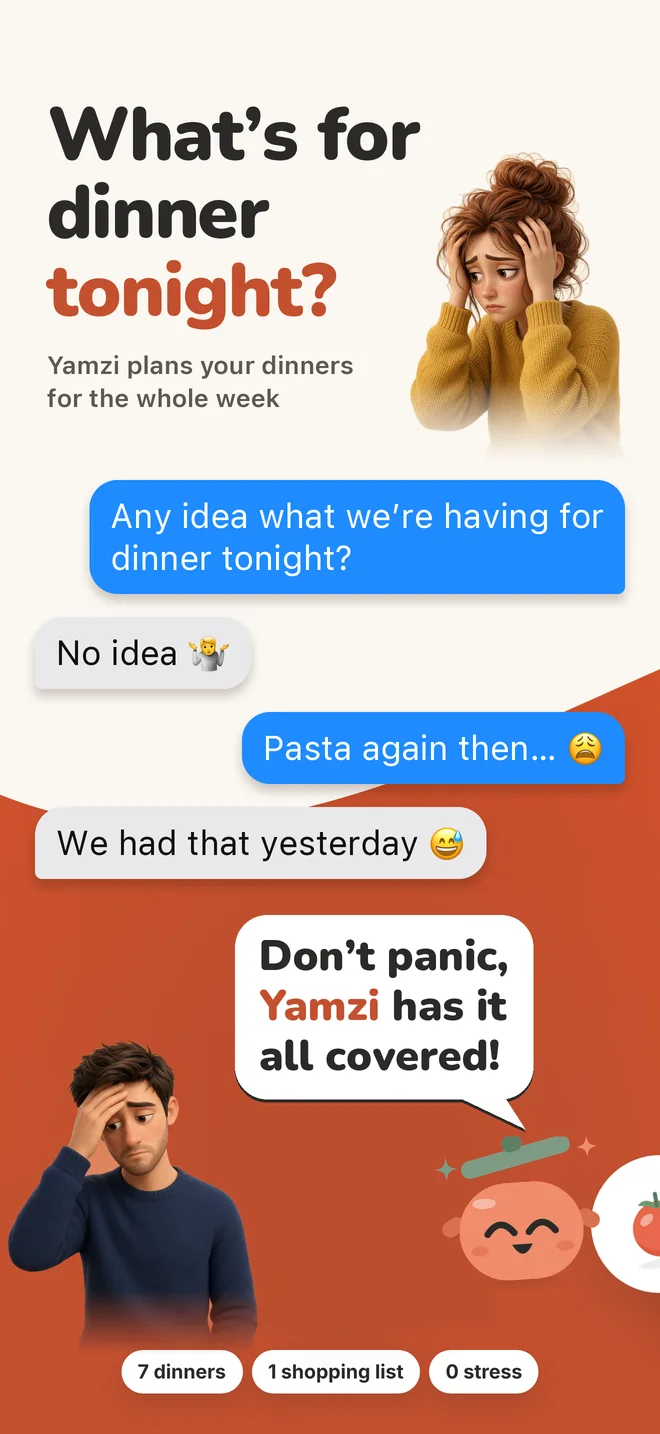 What’s for
dinner
tonight?
Yamzi plans your dinners
for the whole week
Any idea what we’re having for
dinner tonight?
No idea 🤷‍♂️
Pasta again then... 😩
We had that yesterday 😅
Don’t panic,
Yamzi has it
all covered!
7 dinners
1 shopping list
0 stress